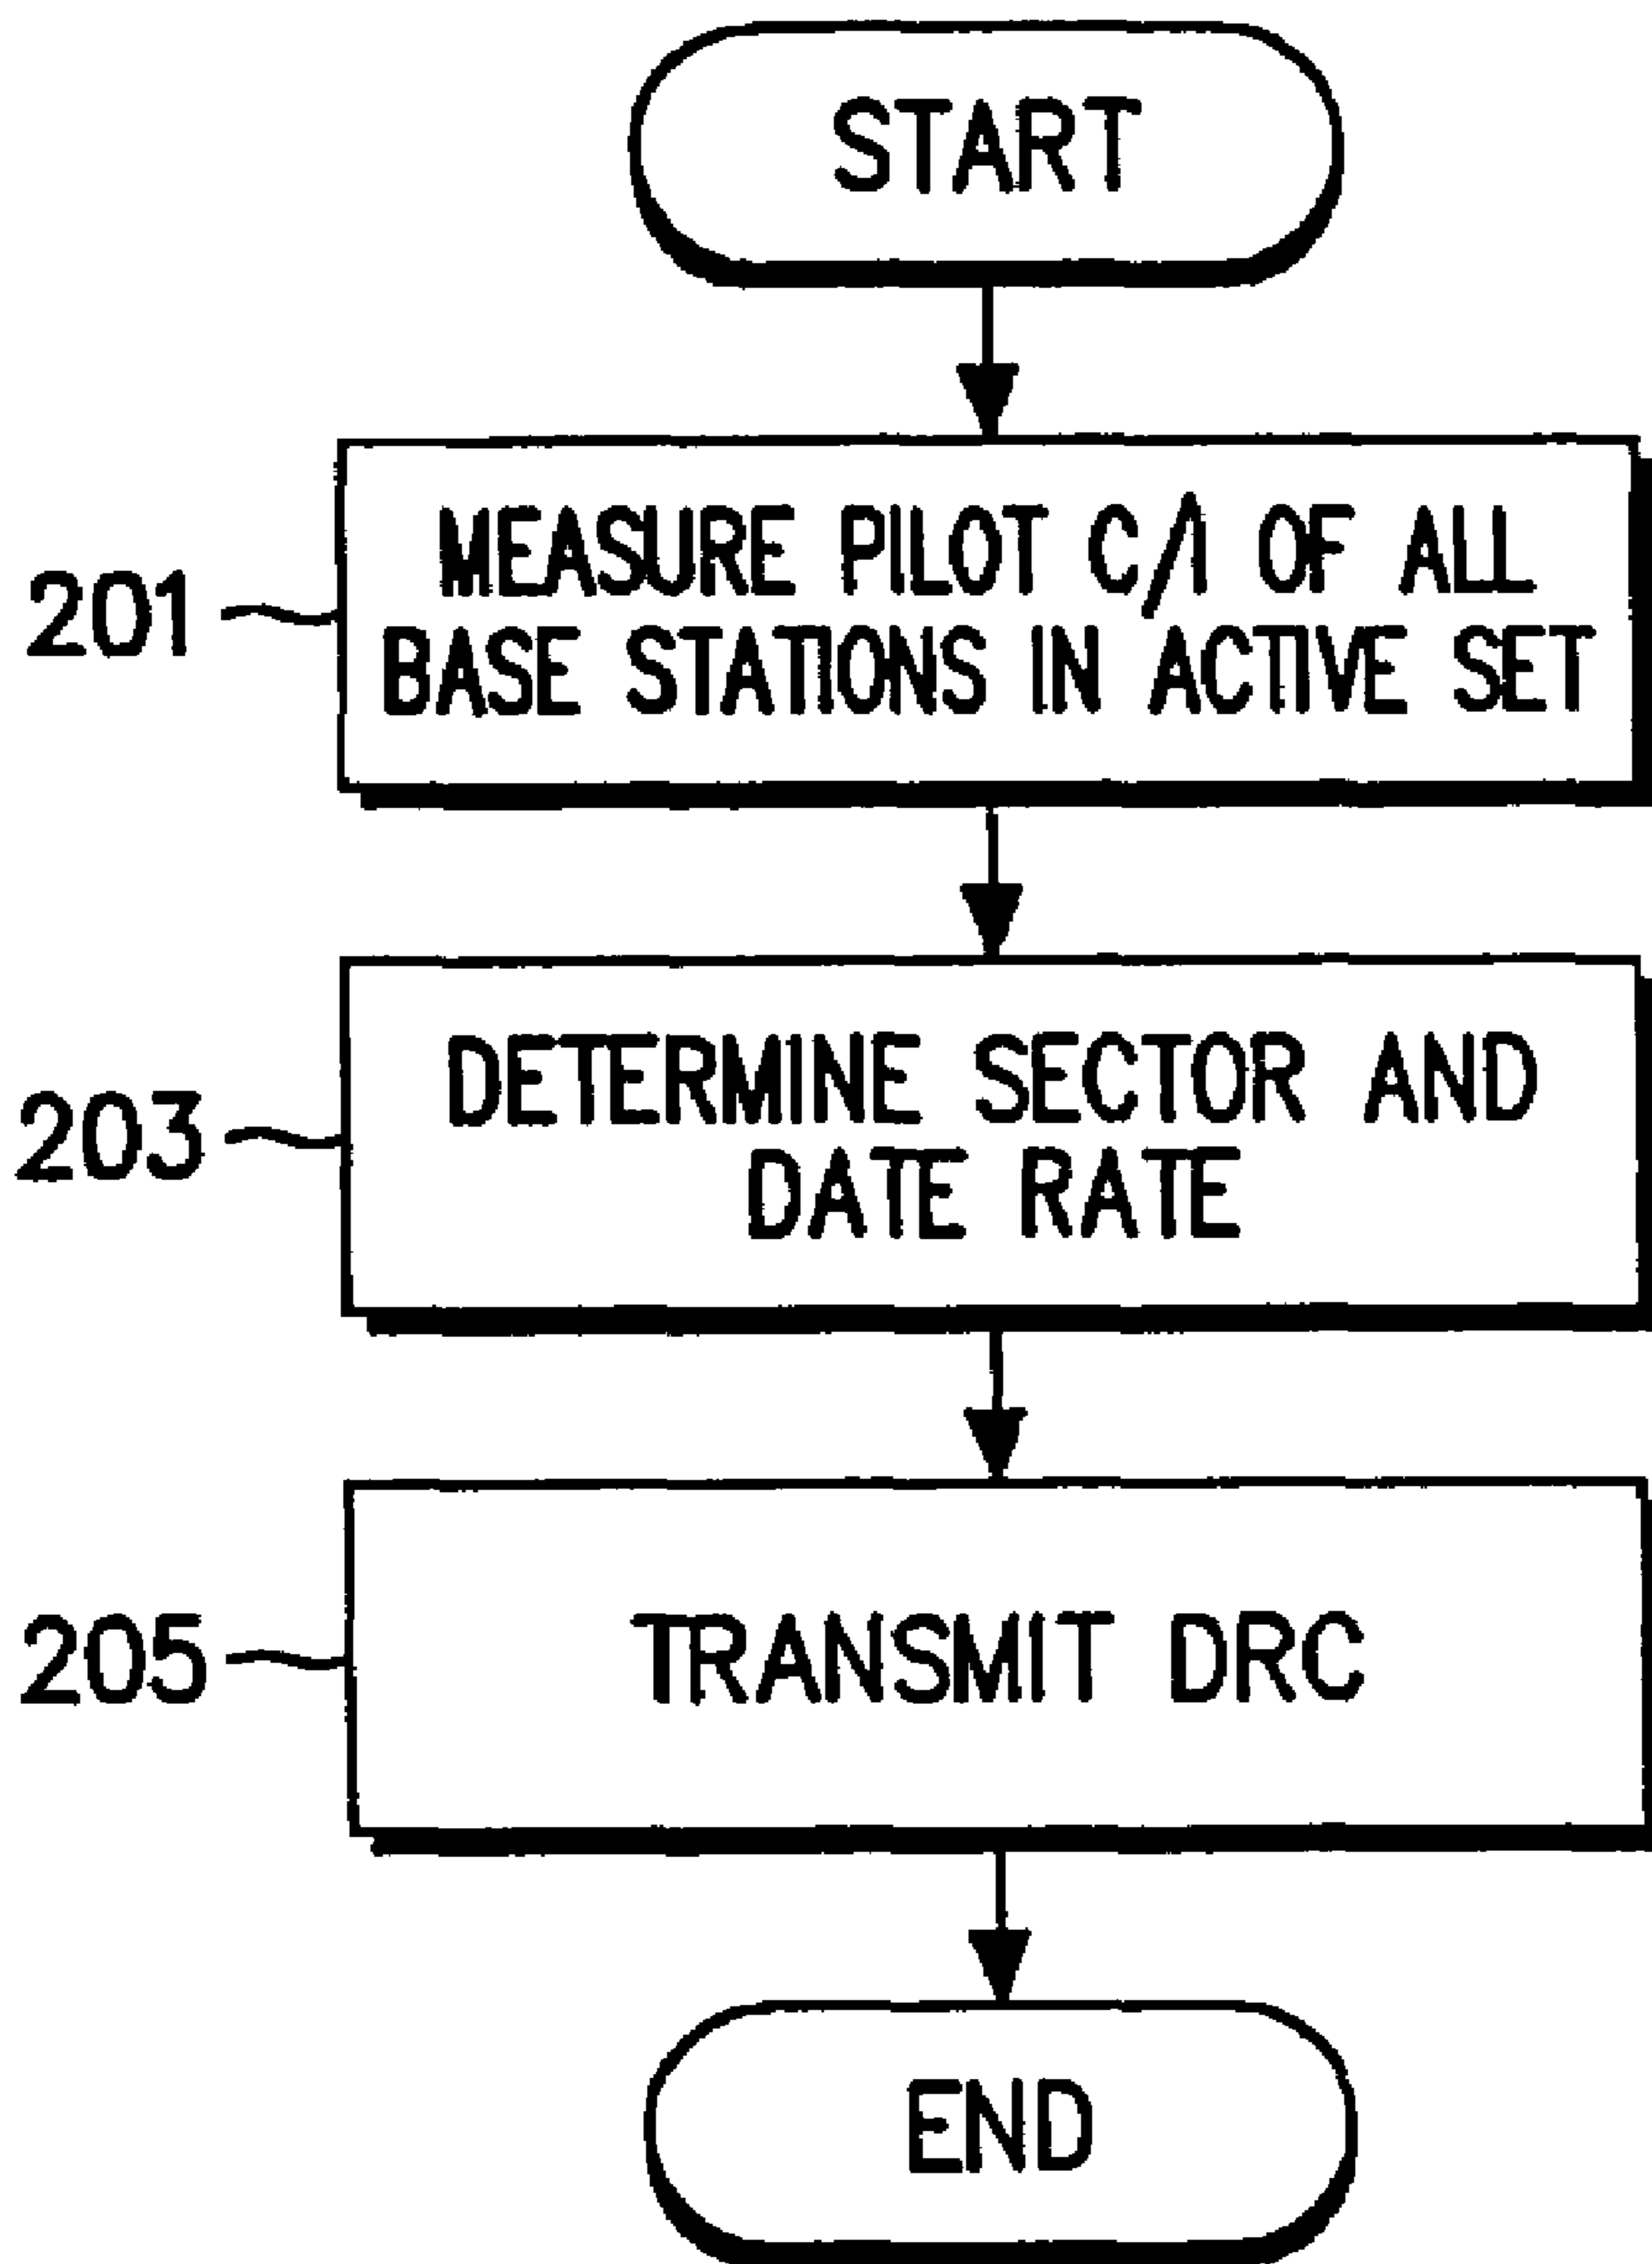 START
MEASURE PILOT C/I OF ALL
201
BASE STATIONS IN ACTIVE SET
DETERMINE SECTOR AND
203
DATE RATE
205
TRANSMIT DRC
END